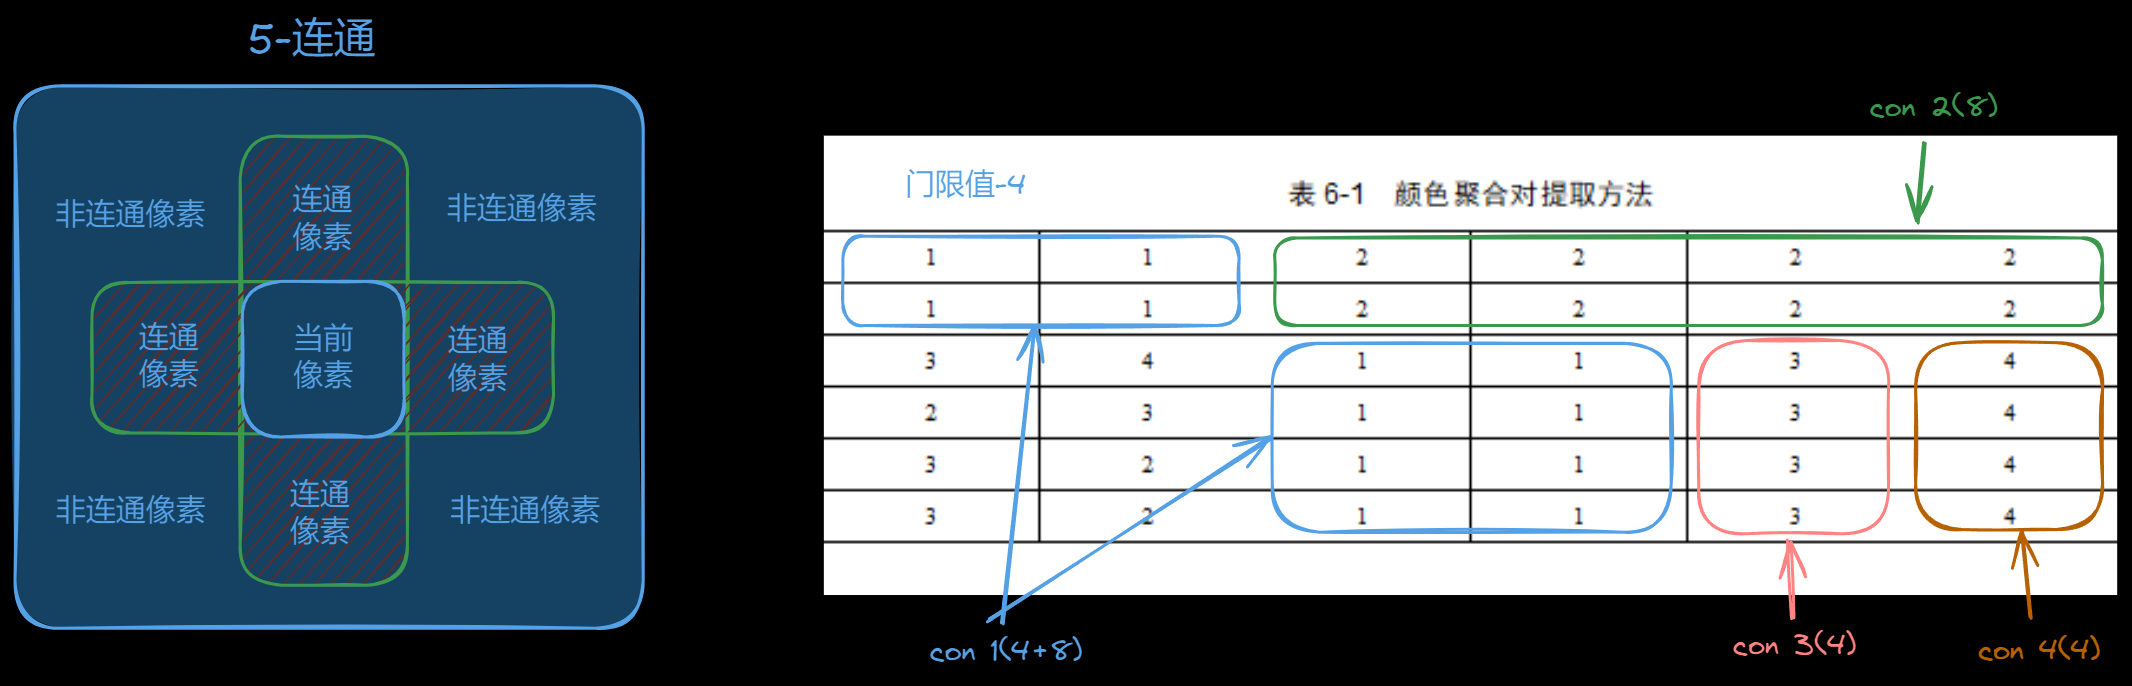 5-连通
非连通像素
连通
像素
非连通像素
连通
像素
当前
像素
连通
像素
非连通像素
连通
像素
非连通像素
con 2(8)
门限值-4
表 6-1 颜色聚合对提取方法
1 1 2 2 2 2
1 1 2 2 2 2
3 4 1 1 3 4
2 3 1 1 3 4
3 2 1 1 3 4
3 2 1 1 3 4
con 1(4+8)
con 3(4)
con 4(4)